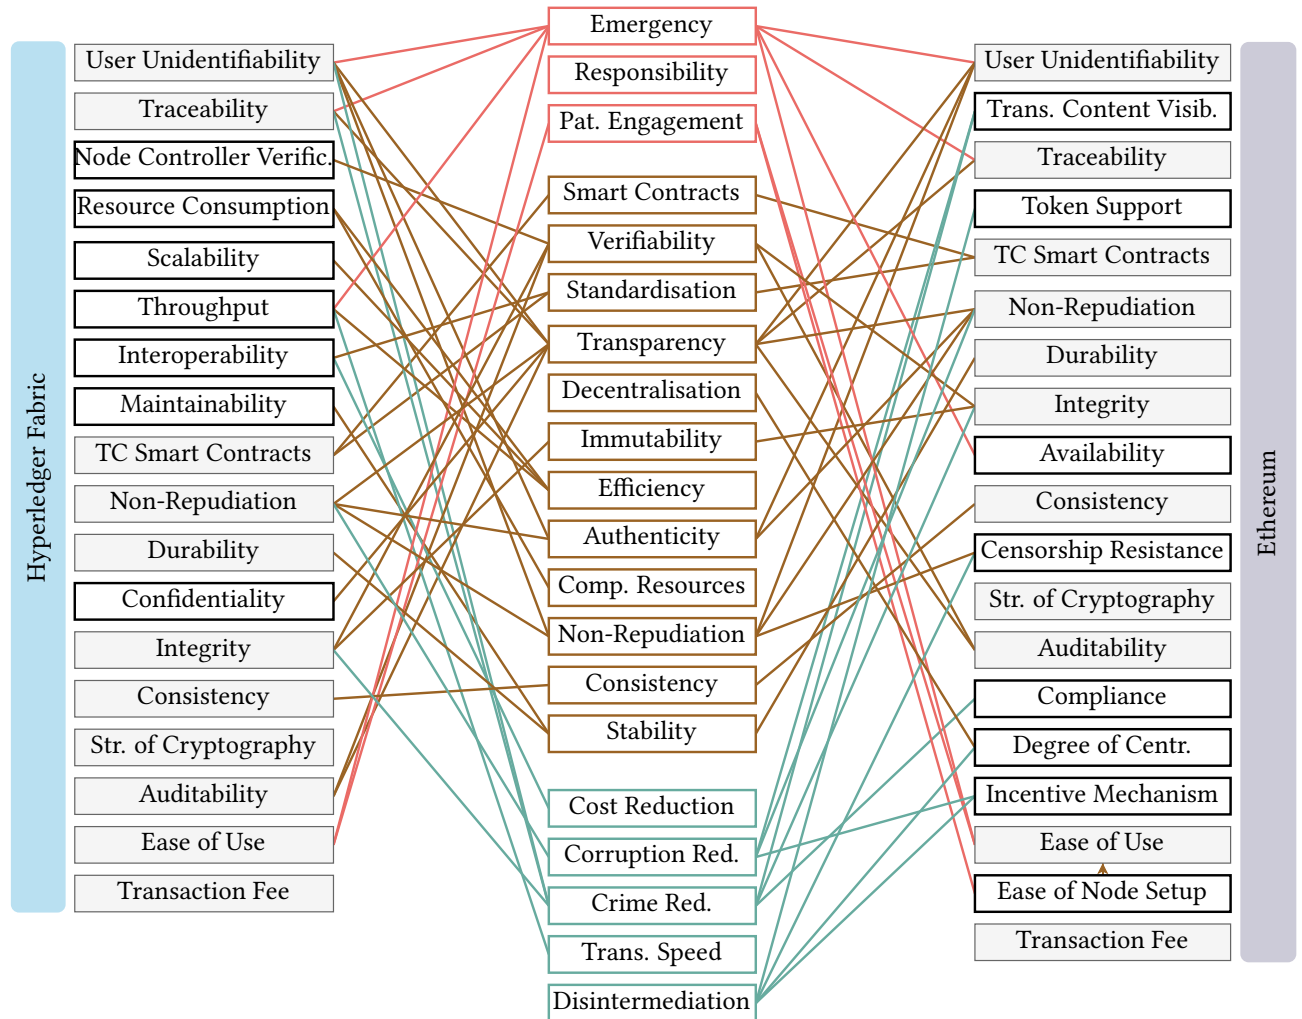 Hyperledger Fabric
User Unidentifiability
Traceability
Node Controller Verific.
Resource Consumption
Scalability
Throughput
Interoperability
Maintainability
TC Smart Contracts
Non-Repudiation
Durability
Confidentiality
Integrity
Consistency
Str. of Cryptography
Auditability
Ease of Use
Transaction Fee
Emergency
Responsibility
Pat. Engagement
Smart Contracts
Verifiability
Standardisation
Transparency
Decentralisation
Immutability
Efficiency
Authenticity
Comp. Resources
Non-Repudiation
Consistency
Stability
Cost Reduction
Corruption Red.
Crime Red.
Trans. Speed
Disintermediation
User Unidentifiability
Trans. Content Visib.
Traceability
Token Support
TC Smart Contracts
Non-Repudiation
Durability
Integrity
Availability
Consistency
Censorship Resistance
Str. of Cryptography
Auditability
Compliance
Degree of Centr.
Incentive Mechanism
Ease of Use
Ease of Node Setup
Transaction Fee
Ethereum